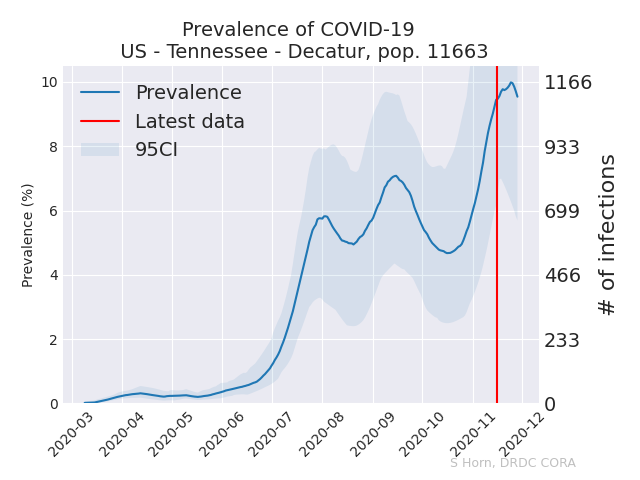 Prevalence of COVID-19
US - Tennessee - Decatur, pop. 11663
Prevalence
Latest data
95CI
Prevalence (%)
10
8
6
4
2
0
1166
933
699
466
233
0
# of infections
2020-03
2020-04
2020-05
2020-06
2020-07
2020-08
2020-09
2020-10
2020-11
2020-12
S Horn, DRDC CORA